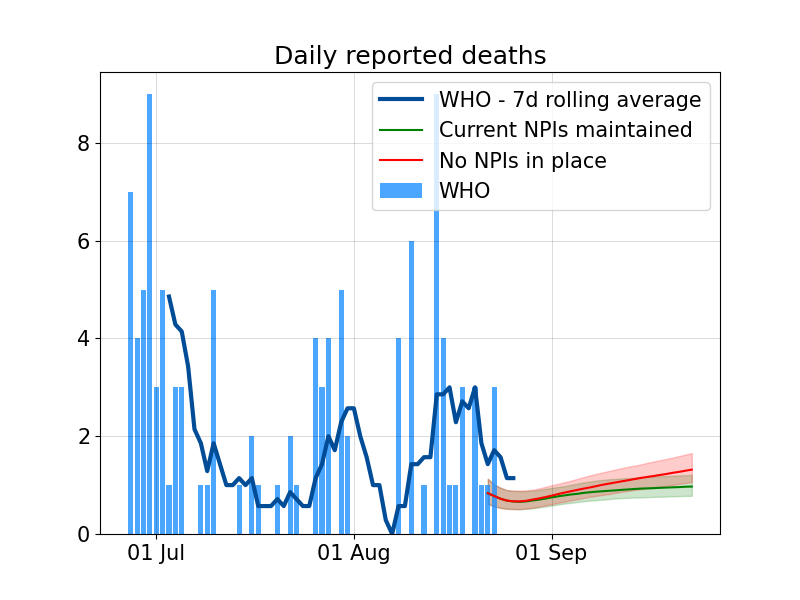 Daily reported deaths
WHO - 7d rolling average
Current NPIs maintained
No NPIs in place
WHO
8
6
4
2
0
01 Jul
01 Aug
01 Sep